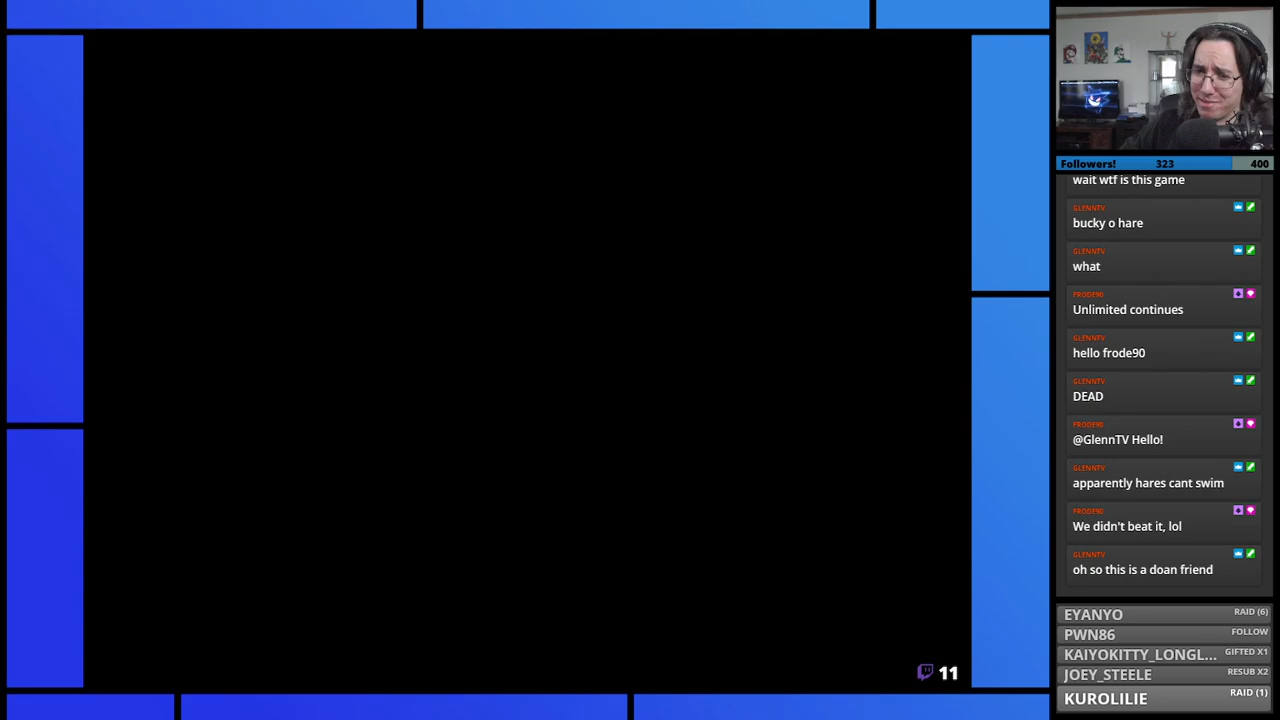 Followers! 323 400
wait wtf is this game
GLENNTV
bucky o hare
GLENNTV
what
FRODE90
Unlimited continues
GLENNTV
hello frode90
GLENNTV
DEAD
FRODE90
@GlennTV Hello!
GLENNTV
apparently hares cant swim
FRODE90
We didn't beat it, lol
GLENNTV
oh so this is a doan friend
EYANYO RAID (6)
PWN86 FOLLOW
KAIYOKITTY_LONGL... GIFTED X1
JOEY_STEELE RESUB X2
KUROLILIE RAID (1)
11